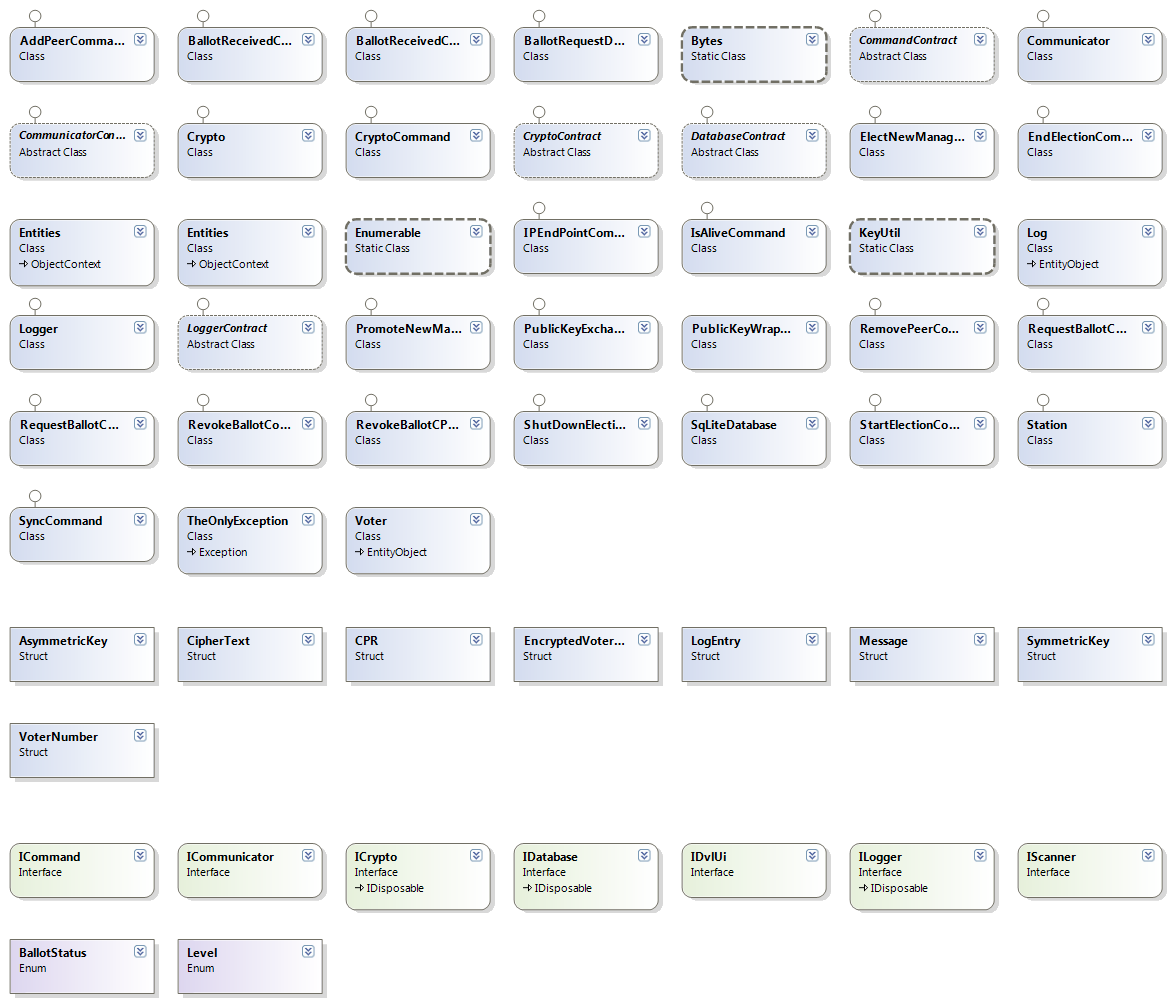 AddPeerComma...
Class
BallotReceivedC...
Class
BallotReceivedC...
Class
BallotRequestD...
Class
Bytes
Static Class
CommandContract
Abstract Class
Communicator
Class
CommunicatorCon...
Abstract Class
Crypto
Class
CryptoCommand
Class
CryptoContract
Abstract Class
DatabaseContract
Abstract Class
ElectNewManag...
Class
EndElectionCom...
Class
Entities
Class
ObjectContext
Entities
Class
ObjectContext
Enumerable
Static Class
IPEndPointCom...
Class
IsAliveCommand
Class
KeyUtil
Static Class
Log
Class
EntityObject
Logger
Class
LoggerContract
Abstract Class
PromoteNewMa...
Class
PublicKeyExcha...
Class
PublicKeyWrap...
Class
RemovePeerCo...
Class
RequestBallotC...
Class
RequestBallotC...
Class
RevokeBallotCo...
Class
RevokeBallotCP...
Class
ShutDownElecti...
Class
SqLiteDatabase
Class
StartElectionCo...
Class
Station
Class
SyncCommand
Class
TheOnlyException
Class
Exception
Voter
Class
EntityObject
AsymmetricKey
Struct
CipherText
Struct
CPR
Struct
EncryptedVoter...
Struct
LogEntry
Struct
Message
Struct
SymmetricKey
Struct
VoterNumber
Struct
ICommand
Interface
ICommunicator
Interface
ICrypto
Interface
IDisposable
IDatabase
Interface
IDisposable
IDvlUi
Interface
ILogger
Interface
IDisposable
IScanner
Interface
BallotStatus
Enum
Level
Enum